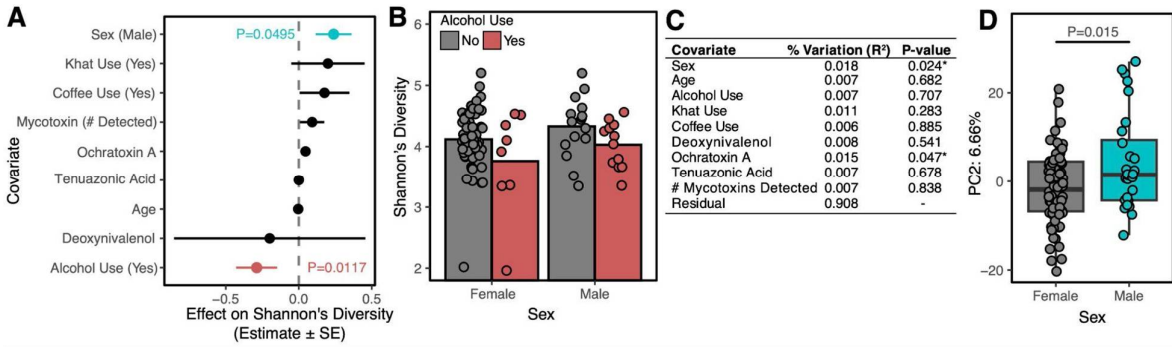 A
Covariate
Sex (Male)
Khat Use (Yes)
Coffee Use (Yes)
Mycotoxin (# Detected)
Ochratoxin A
Tenuazonic Acid
Age
Deoxynivalenol
Alcohol Use (Yes)
P=0.0495
P=0.0117
−0.5 0.0 0.5
Effect on Shannon's Diversity
(Estimate ± SE)
B
Alcohol Use
No Yes
Shannon's Diversity
6
5
4
3
2
Female Male
Sex
C
Covariate % Variation (R²) P-value
Sex 0.018 0.024*
Age 0.007 0.682
Alcohol Use 0.007 0.707
Khat Use 0.011 0.283
Coffee Use 0.006 0.885
Deoxynivalenol 0.008 0.541
Ochratoxin A 0.015 0.047*
Tenuazonic Acid 0.007 0.678
# Mycotoxins Detected 0.007 0.838
Residual 0.908 -
D
P=0.015
PC2: 6.66%
20
0
−20
Female Male
Sex